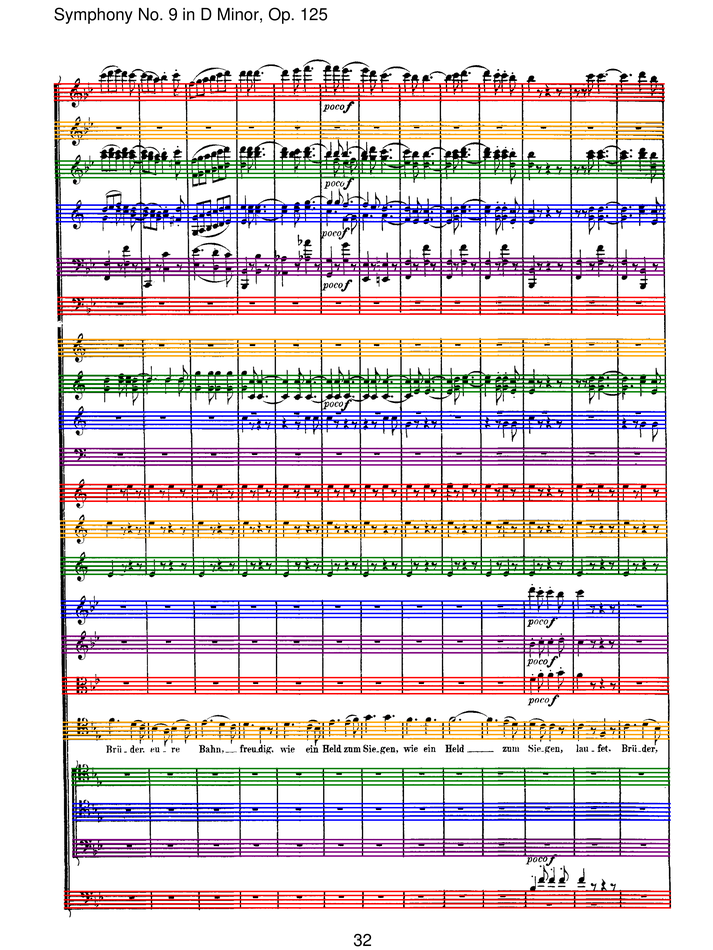 Symphony No. 9 in D Minor, Op. 125
poco f
poco f
poco f
poco f
poco f
poco f
poco f
poco f
Brü - der, eu - re Bahn, freudig, wie ein Held zum Sie - gen, wie ein Held zum Sie - gen, lau - fet, Brü - der,
poco f
32